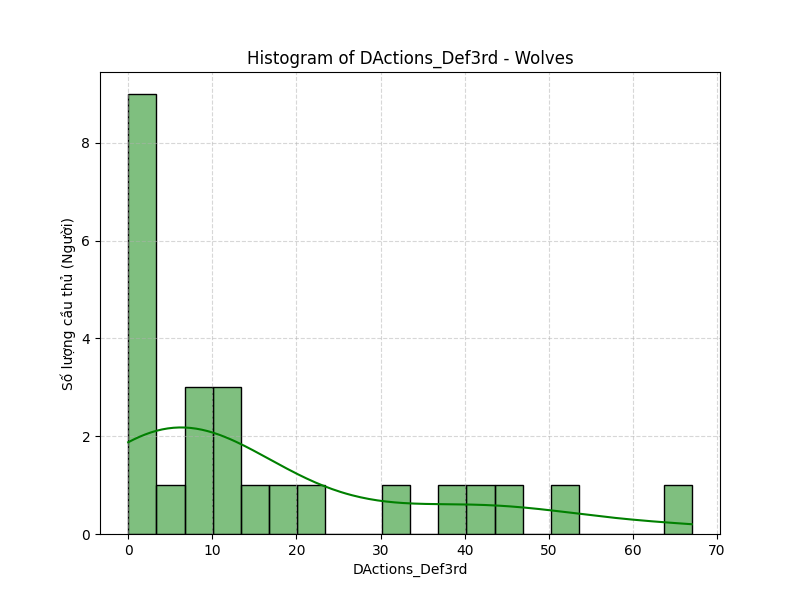 Histogram of DActions_Def3rd - Wolves
Số lượng cầu thủ (Người)
8
6
4
2
0
0 10 20 30 40 50 60 70
DActions_Def3rd